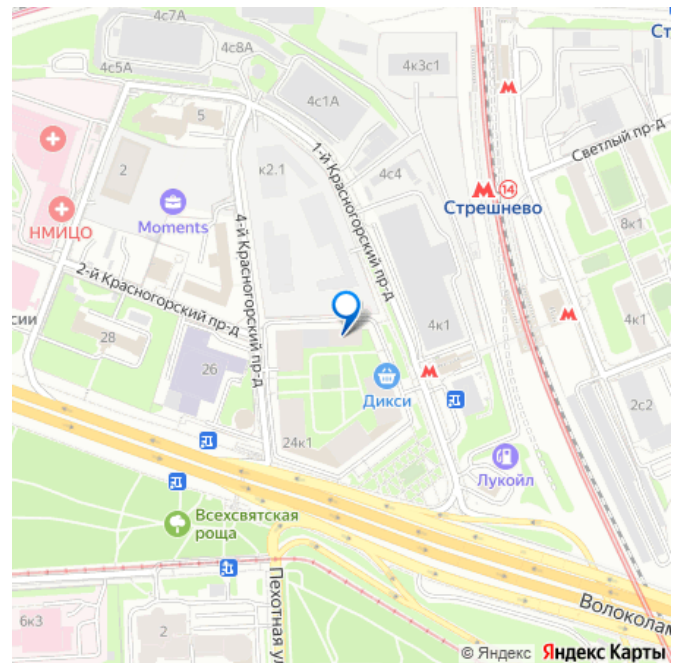 4с7А
Ст
4с8А
4с5А
4к3с1
4с1А
5
1-й Красногорский пр-д
Светлый пр-д
2
к2.1
4с4
14
Стрешнево
НМИЦО
Moments
8к1
4-й Красногорский пр-д
2-й Красногорский пр-д
сии
28
4к1
4к1
26
Дикси
2с2
24к1
Лукойл
Всехсвятская
роща
Пехотная ул
Волоколам
6к3
2
© Яндекс Яндекс Карты